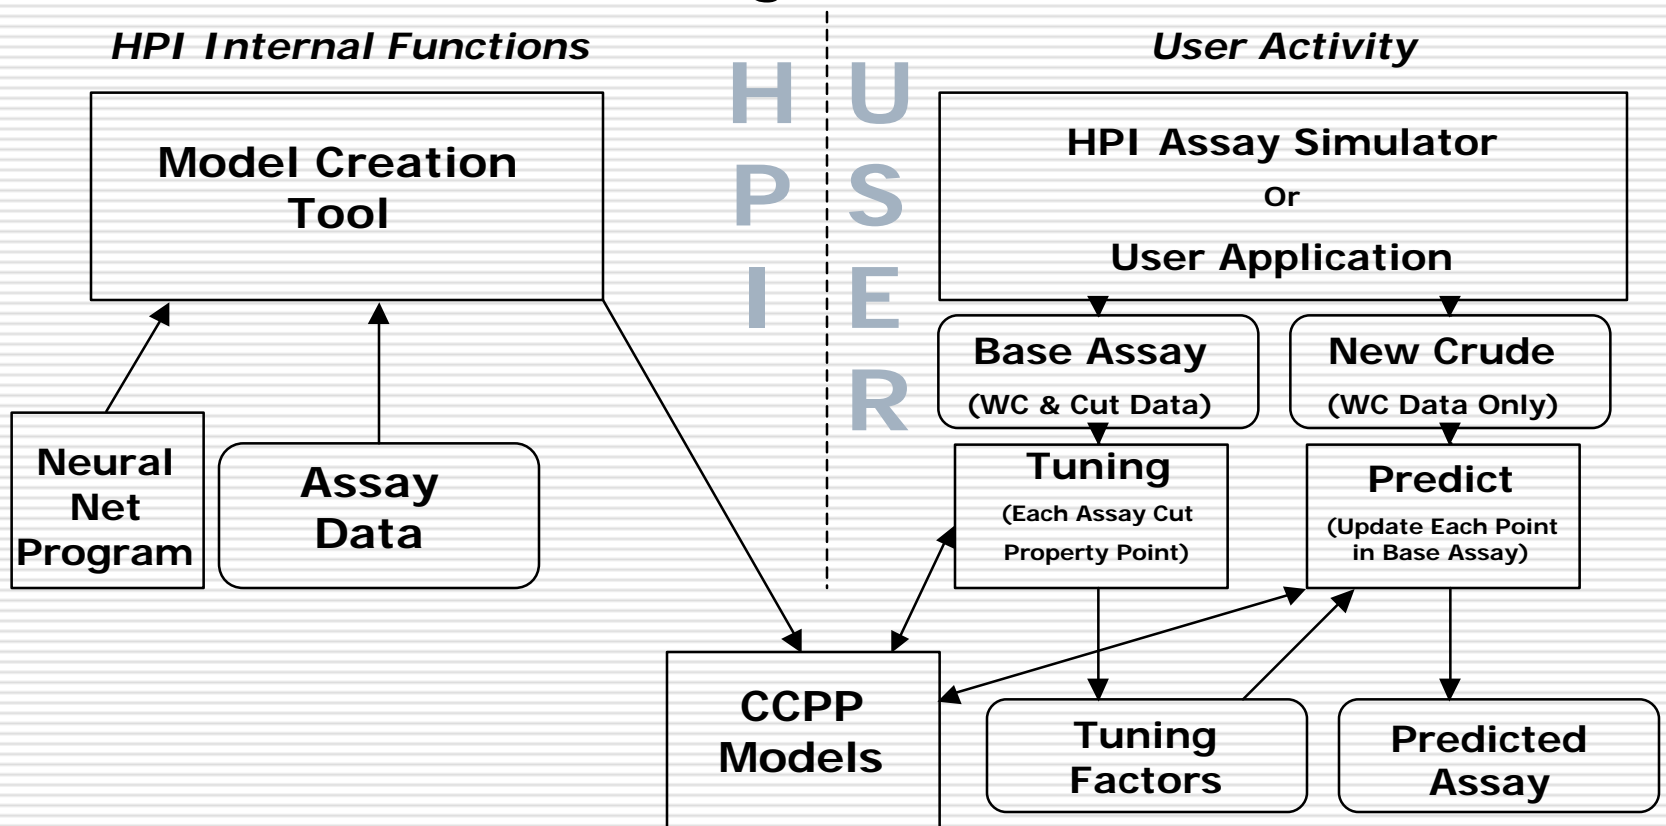 HPI Internal Functions
User Activity
H U
P S
I E
R
Model Creation
Tool
HPI Assay Simulator
Or
User Application
Base Assay
(WC & Cut Data)
New Crude
(WC Data Only)
Neural
Net
Program
Assay
Data
Tuning
(Each Assay Cut
Property Point)
Predict
(Update Each Point
in Base Assay)
CCPP
Models
Tuning
Factors
Predicted
Assay